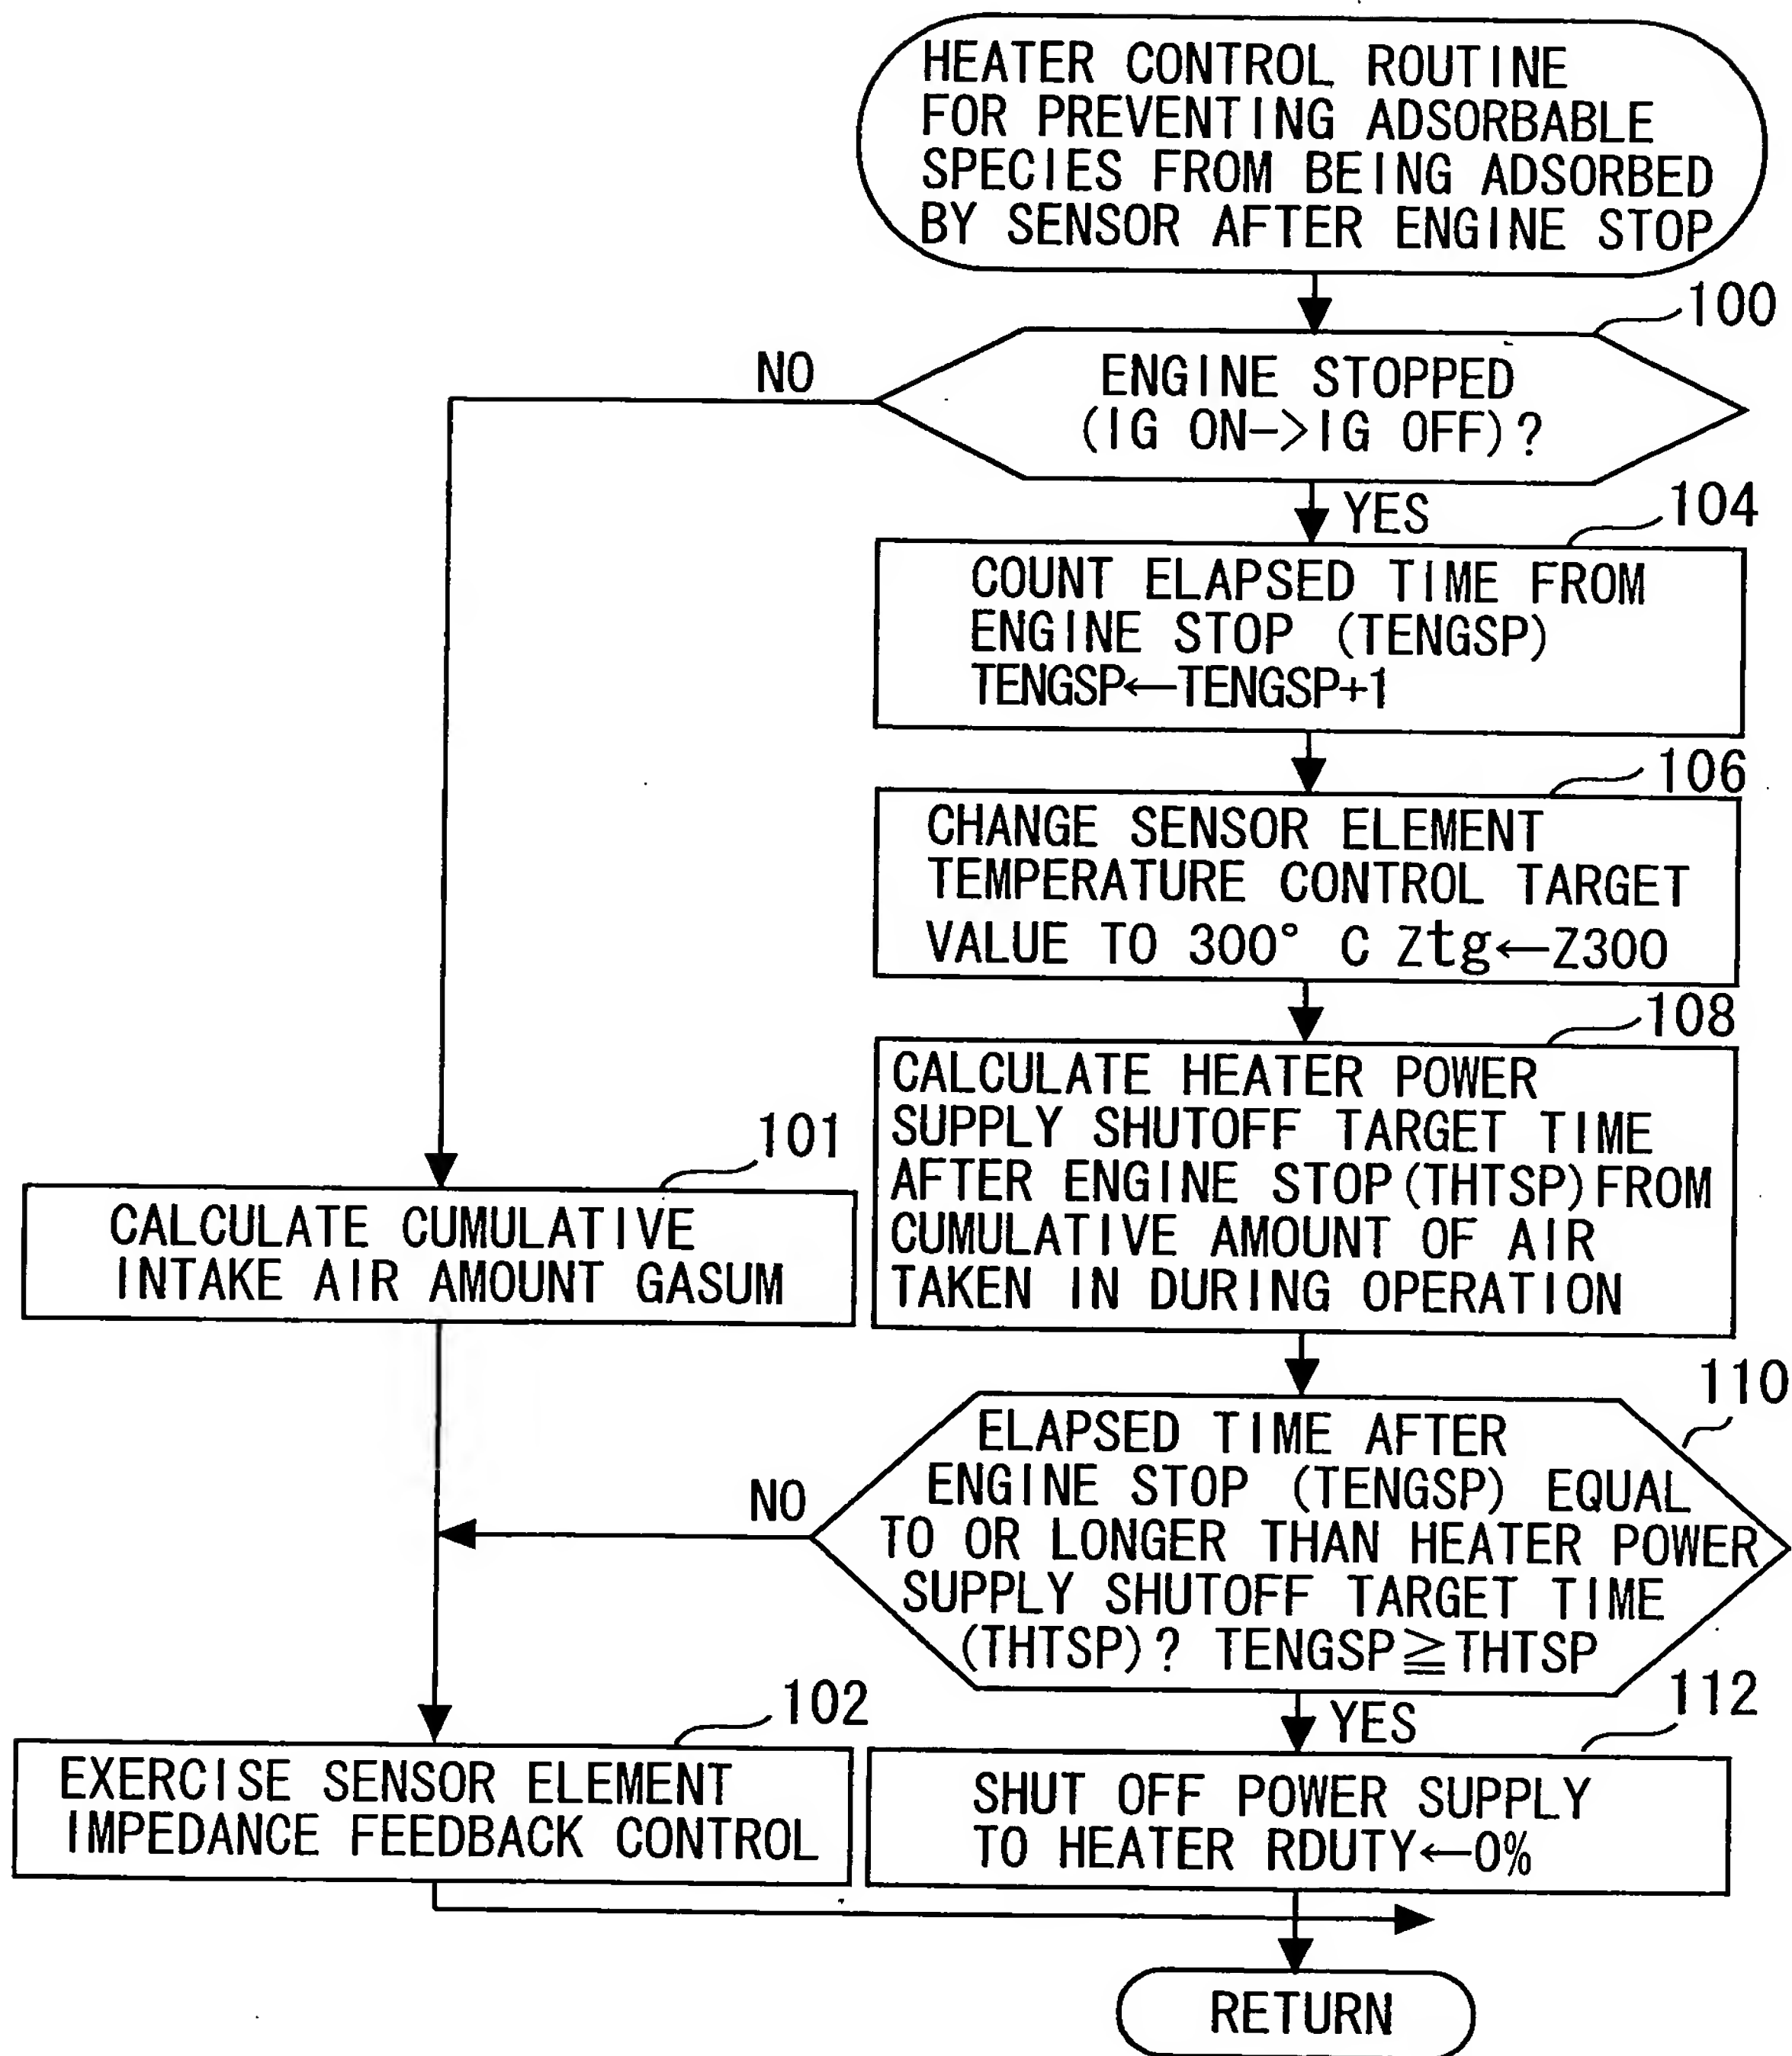 HEATER CONTROL ROUTINE
FOR PREVENTING ADSORBABLE
SPECIES FROM BEING ADSORBED
BY SENSOR AFTER ENGINE STOP
100
NO
ENGINE STOPPED
(IG ON->IG OFF)?
YES
104
COUNT ELAPSED TIME FROM
ENGINE STOP (TENGSP)
TENGSP←TENGSP+1
106
CHANGE SENSOR ELEMENT
TEMPERATURE CONTROL TARGET
VALUE TO 300° C Ztg←Z300
108
CALCULATE HEATER POWER
SUPPLY SHUTOFF TARGET TIME
AFTER ENGINE STOP(THTSP)FROM
CUMULATIVE AMOUNT OF AIR
TAKEN IN DURING OPERATION
101
CALCULATE CUMULATIVE
INTAKE AIR AMOUNT GASUM
110
ELAPSED TIME AFTER
ENGINE STOP (TENGSP) EQUAL
TO OR LONGER THAN HEATER POWER
SUPPLY SHUTOFF TARGET TIME
(THTSP)? TENGSP≧THTSP
NO
YES
112
102
EXERCISE SENSOR ELEMENT
IMPEDANCE FEEDBACK CONTROL
SHUT OFF POWER SUPPLY
TO HEATER RDUTY←0%
RETURN